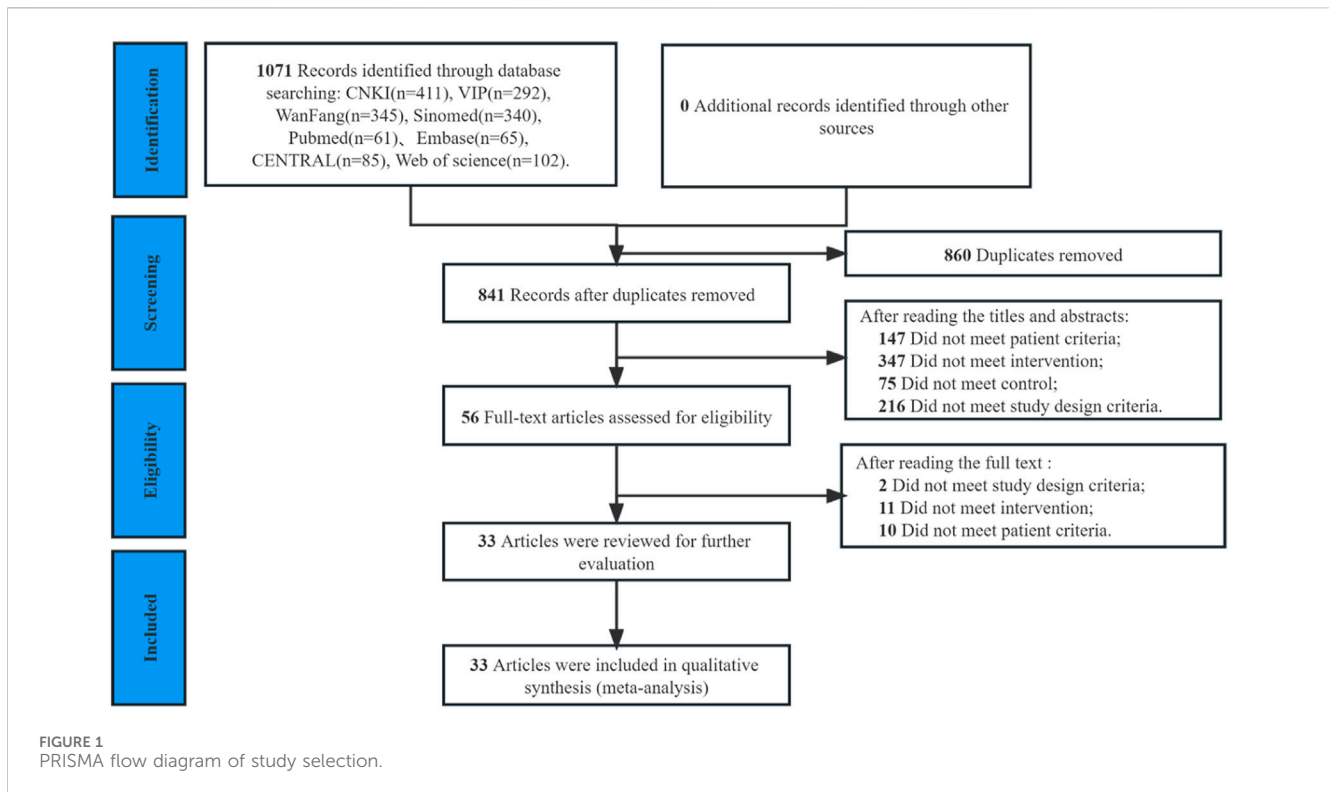 Identification
1071 Records identified through database
searching: CNKI(n=411), VIP(n=292),
WanFang(n=345), Sinomed(n=340),
Pubmed(n=61)、Embase(n=65),
CENTRAL(n=85), Web of science(n=102).
0 Additional records identified through other
sources
Screening
860 Duplicates removed
841 Records after duplicates removed
After reading the titles and abstracts:
147 Did not meet patient criteria;
347 Did not meet intervention;
75 Did not meet control;
216 Did not meet study design criteria.
Eligibility
56 Full-text articles assessed for eligibility
After reading the full text :
2 Did not meet study design criteria;
11 Did not meet intervention;
10 Did not meet patient criteria.
33 Articles were reviewed for further
evaluation
Included
33 Articles were included in qualitative
synthesis (meta-analysis)
FIGURE 1
PRISMA flow diagram of study selection.